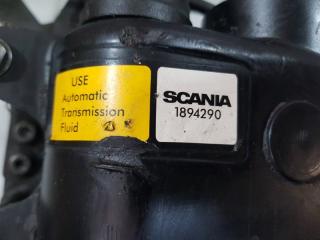 USE
Automatic
Transmission
Fluid
SCANIA
1894290